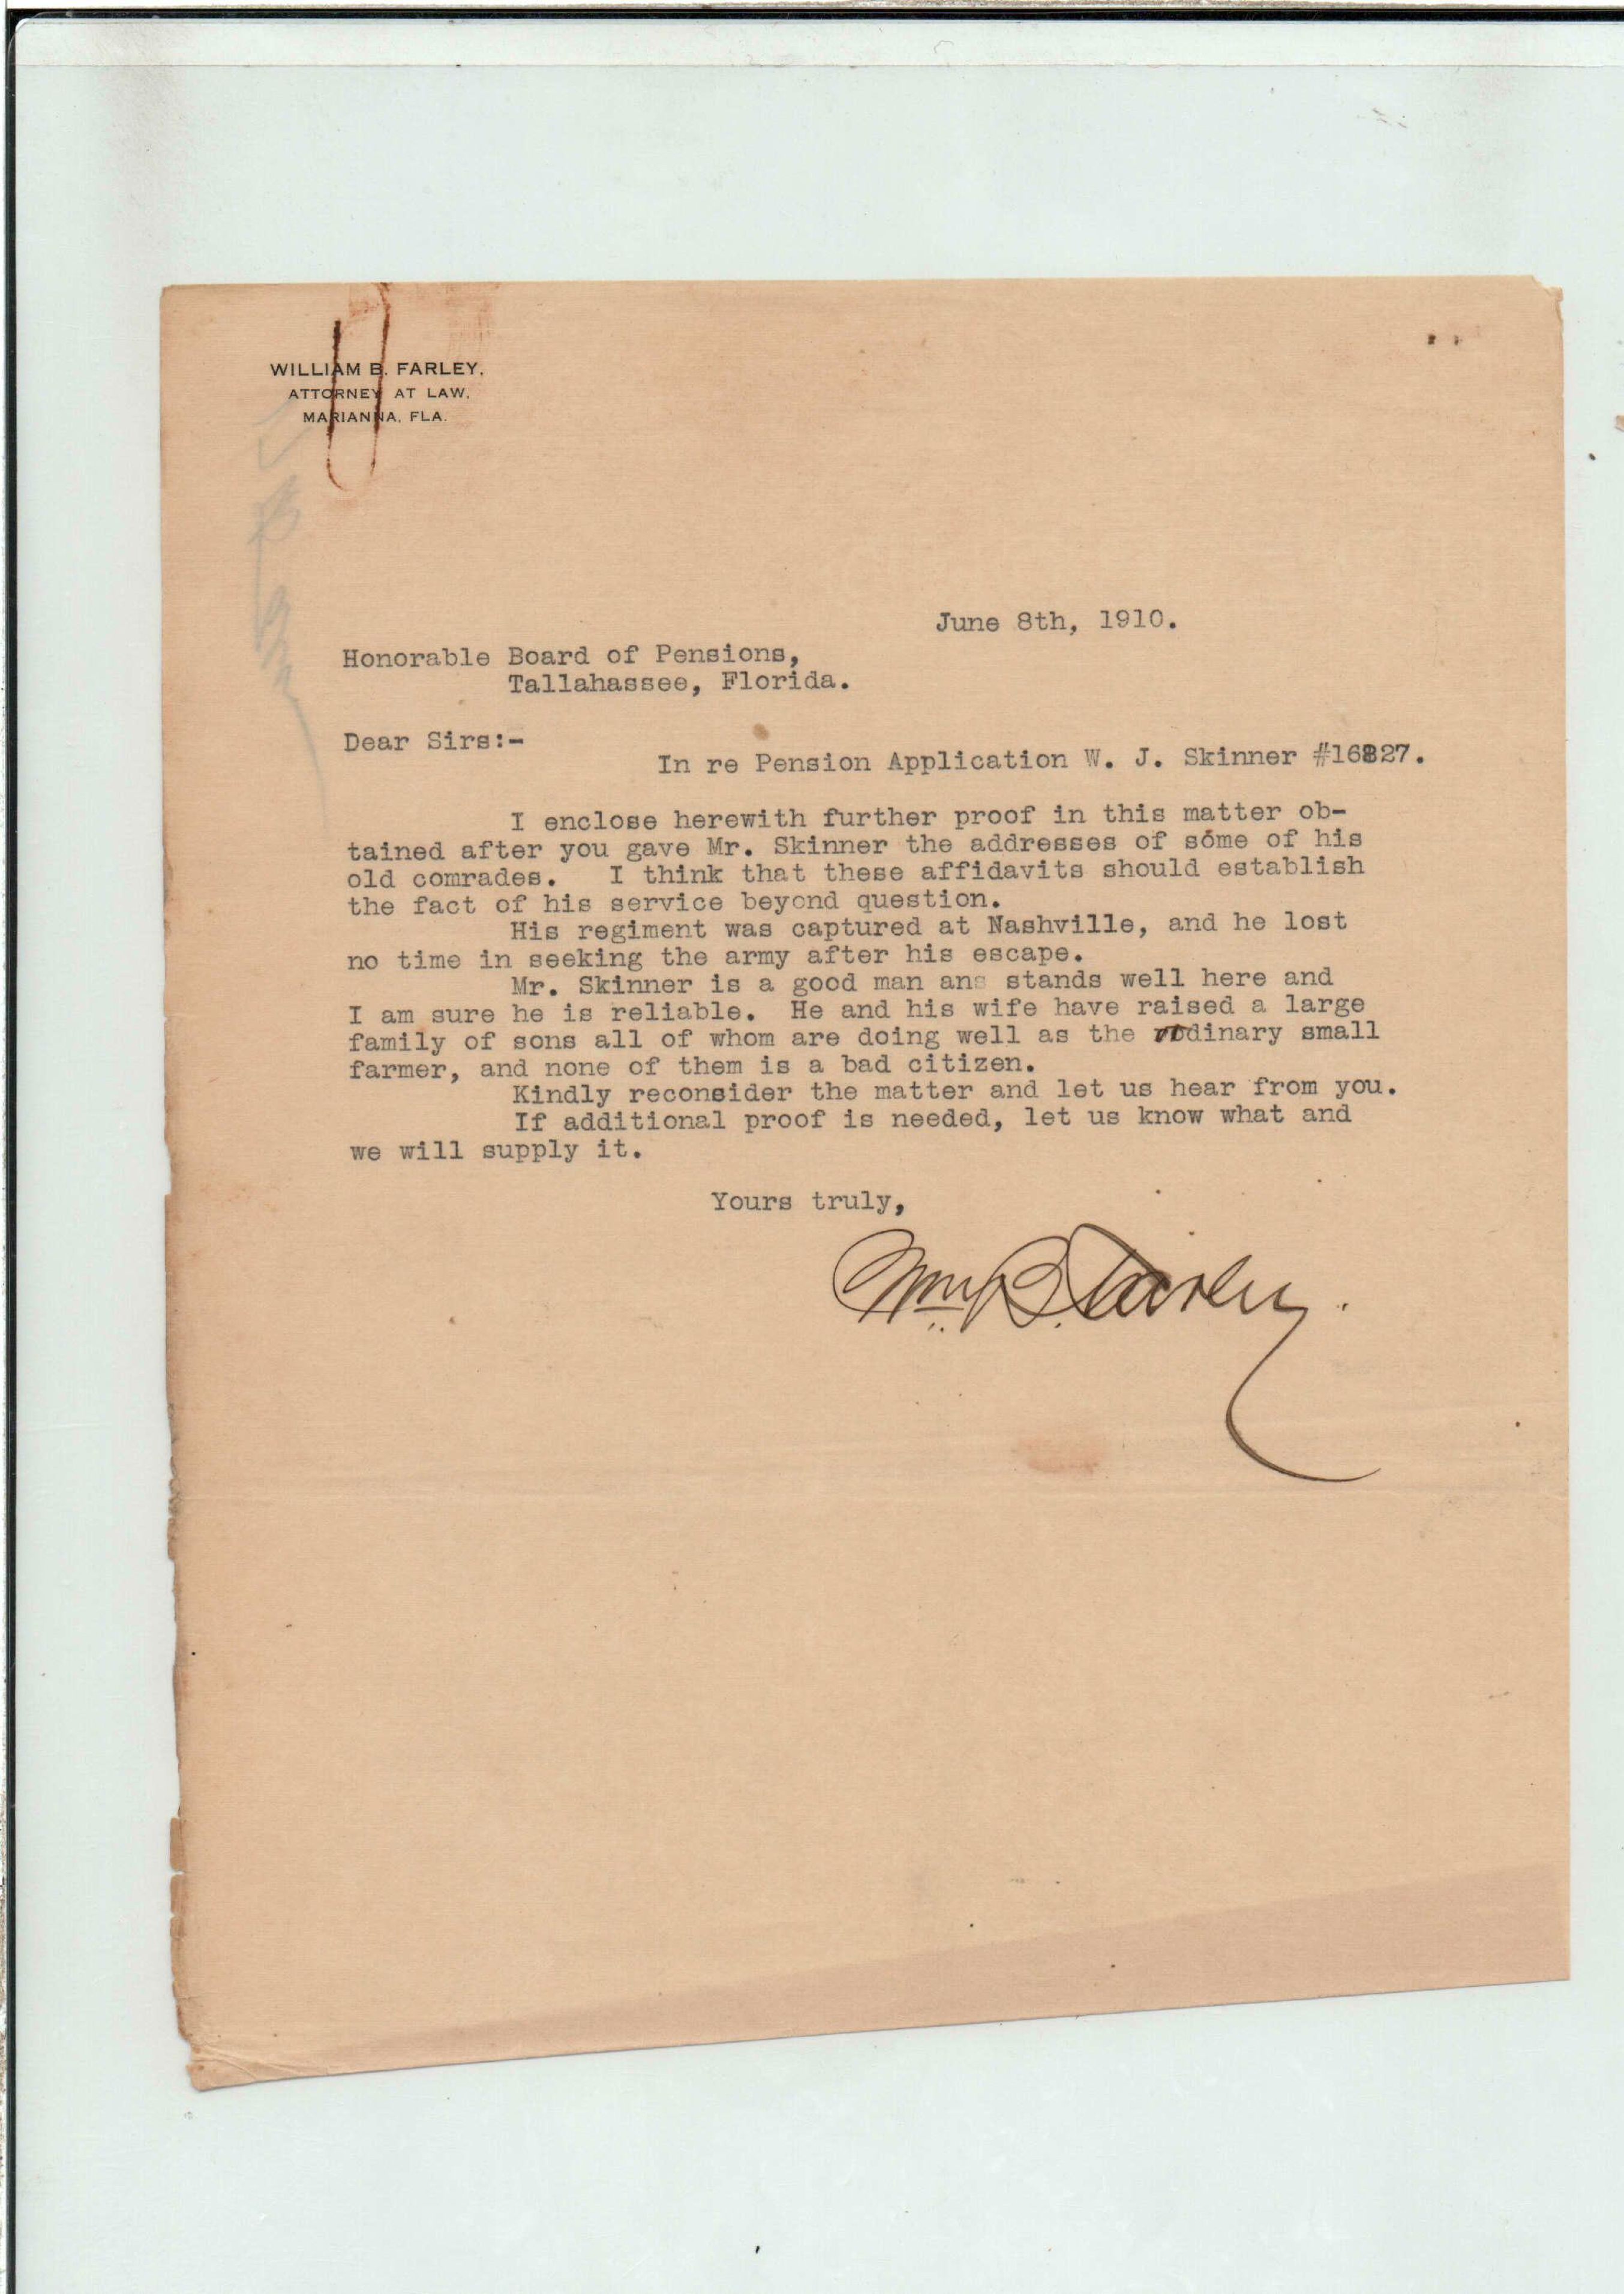 WILLIAM B. FARLEY,
ATTORNEY AT LAW,
MARIANNA, FLA.
June 8th, 1910.
Honorable Board of Pensions,
Tallahassee, Florida.
Dear Sirs:-
In re Pension Application W. J. Skinner #16827.
I enclose herewith further proof in this matter ob-
tained after you gave Mr. Skinner the addresses of some of his
old comrades. I think that these affidavits should establish
the fact of his service beyond question.
His regiment was captured at Nashville, and he lost
no time in seeking the army after his escape.
Mr. Skinner is a good man ans stands well here and
I am sure he is reliable. He and his wife have raised a large
family of sons all of whom are doing well as the rodinary small
farmer, and none of them is a bad citizen.
Kindly reconsider the matter and let us hear from you.
If additional proof is needed, let us know what and
we will supply it.
Yours truly,
Wm. B. Farley.